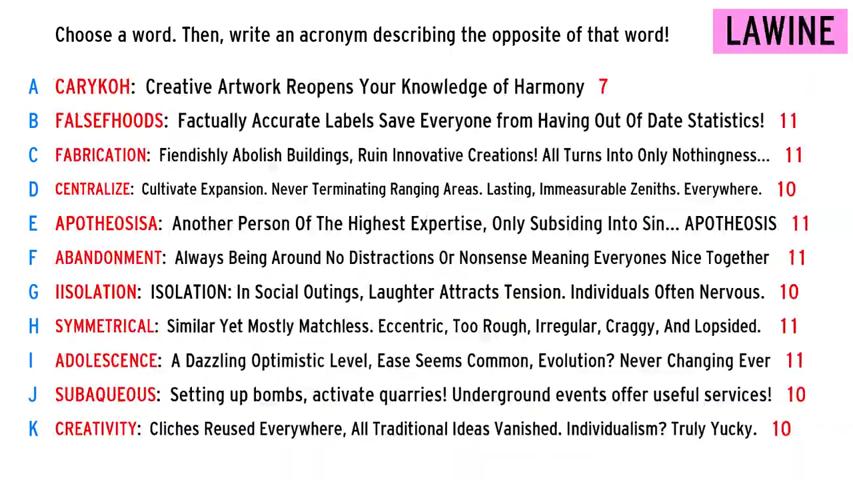 Choose a word. Then, write an acronym describing the opposite of that word!
LAWINE
A CARYKOH: Creative Artwork Reopens Your Knowledge of Harmony 7
B FALSEFHOODS: Factually Accurate Labels Save Everyone from Having Out Of Date Statistics! 11
C FABRICATION: Fiendishly Abolish Buildings, Ruin Innovative Creations! All Turns Into Only Nothingness... 11
D CENTRALIZE: Cultivate Expansion. Never Terminating Ranging Areas. Lasting, Immeasurable Zeniths. Everywhere. 10
E APOTHEOSISA: Another Person Of The Highest Expertise, Only Subsiding Into Sin... APOTHEOSIS 11
F ABANDONMENT: Always Being Around No Distractions Or Nonsense Meaning Everyones Nice Together 11
G IISOLATION: ISOLATION: In Social Outings, Laughter Attracts Tension. Individuals Often Nervous. 10
H SYMMETRICAL: Similar Yet Mostly Matchless. Eccentric, Too Rough, Irregular, Craggy, And Lopsided. 11
I ADOLESCENCE: A Dazzling Optimistic Level, Ease Seems Common, Evolution? Never Changing Ever 11
J SUBAQUEOUS: Setting up bombs, activate quarries! Underground events offer useful services! 10
K CREATIVITY: Cliches Reused Everywhere, All Traditional Ideas Vanished. Individualism? Truly Yucky. 10